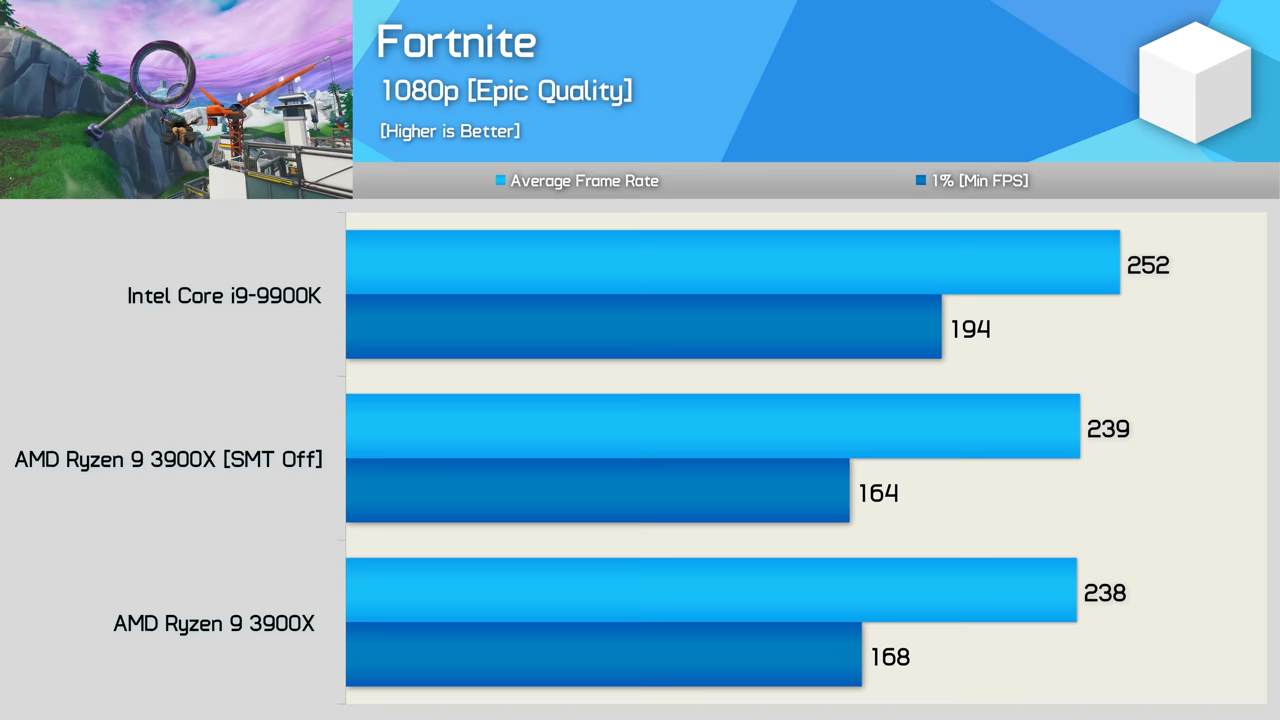 Fortnite
1080p [Epic Quality]
[Higher is Better]
Average Frame Rate
1% [Min FPS]
Intel Core i9-9900K
252
194
AMD Ryzen 9 3900X [SMT Off]
239
164
AMD Ryzen 9 3900X
238
168